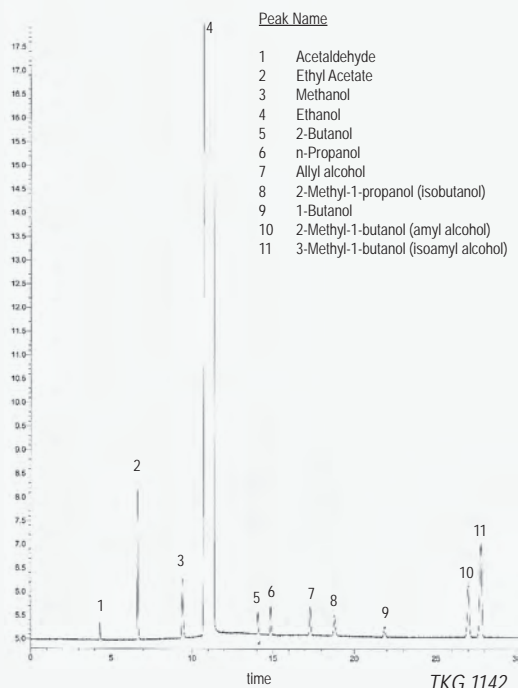 Peak Name
1 Acetaldehyde
2 Ethyl Acetate
3 Methanol
4 Ethanol
5 2-Butanol
6 n-Propanol
7 Allyl alcohol
8 2-Methyl-1-propanol (isobutanol)
9 1-Butanol
10 2-Methyl-1-butanol (amyl alcohol)
11 3-Methyl-1-butanol (isoamyl alcohol)
4
17.5
17.0
16.5
16.0
15.5
15.0
14.5
14.0
13.5
13.0
12.5
12.0
11.5
11.0
10.5
10.0
9.5
9.0
8.5
8.0
7.5
7.0
6.5
6.0
5.5
5.0
1
2
3
5
6
7
8
9
10
11
0 5 10 15 20 25 30
time
TKG 1142